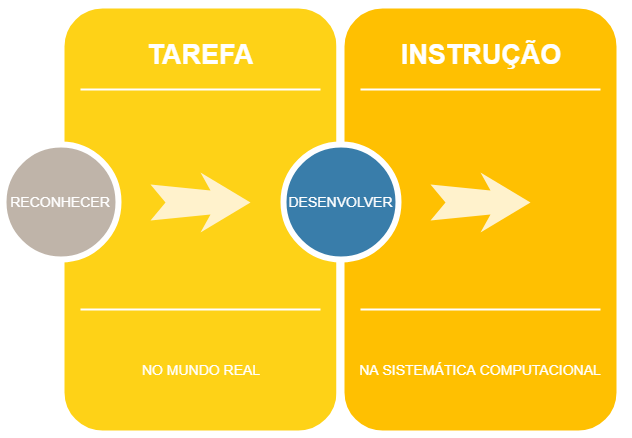 TAREFA
RECONHECER
NO MUNDO REAL
INSTRUÇÃO
DESENVOLVER
NA SISTEMÁTICA COMPUTACIONAL